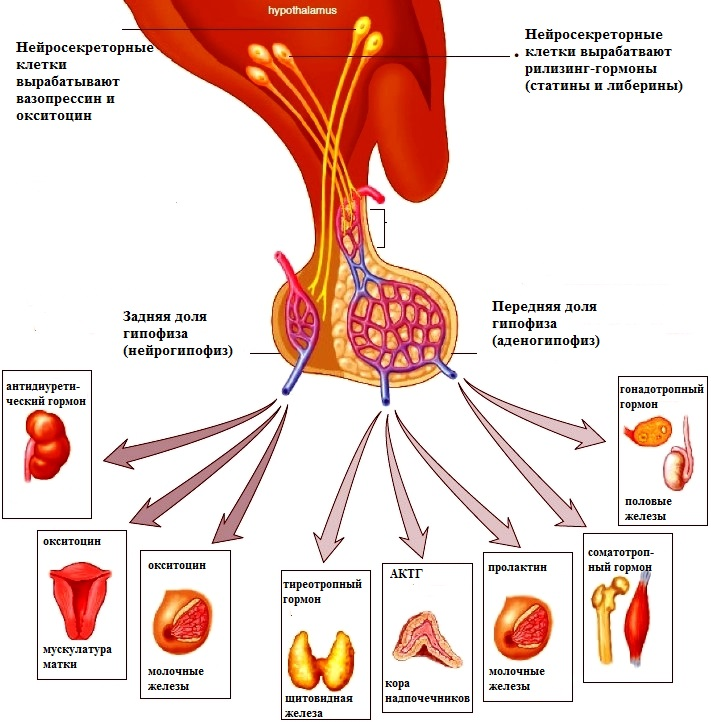 hypothalamus
Нейросекреторные
клетки
вырабатывают
вазопрессин и
окситоцин
Нейросекреторные
клетки вырабатвают
рилизинг-гормоны
(статины и либерины)
Задняя доля
гипофиза
(нейрогипофиз)
Передняя доля
гипофиза
(аденогипофиз)
антидиурети-
ческий гормон
окситоцин
мускулатура
матки
окситоцин
молочные
железы
тиреотропный
гормон
щитовидная
железа
АКТГ
кора
надпочечников
пролактин
молочные
железы
соматотроп-
ный гормон
гонадотропный
гормон
половые
железы